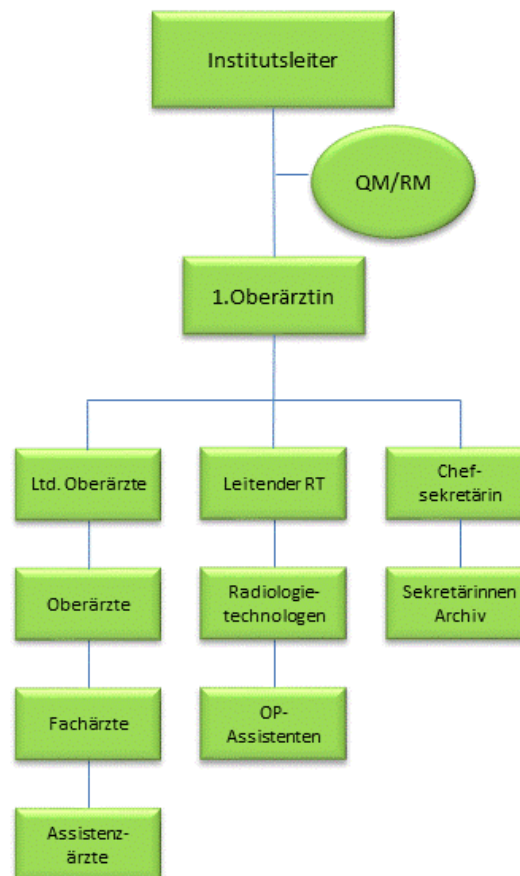 Institutsleiter
QM/RM
1.Oberärztin
Ltd. Oberärzte
Leitender RT
Chef-
sekretärin
Oberärzte
Radiologie-
technologen
Sekretärinnen
Archiv
Fachärzte
OP-
Assistenten
Assistenz-
ärzte